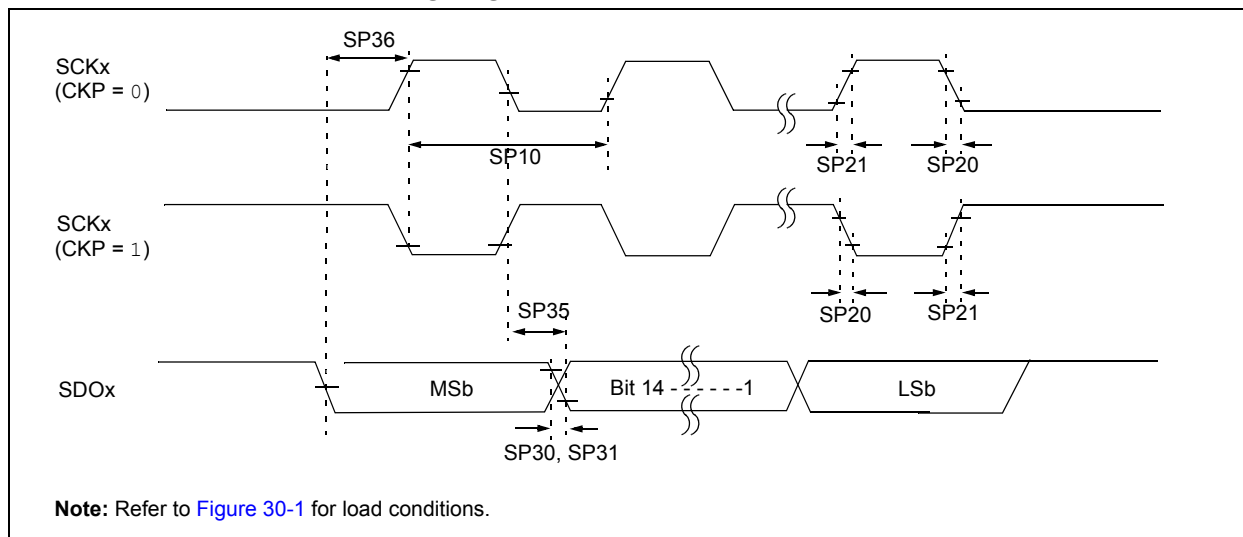 SP36
SCKx
(CKP = 0)
SP10
SP21
SP20
SCKx
(CKP = 1)
SP35
SP20
SP21
SDOx
MSb
Bit 14 - - - - - -1
LSb
SP30, SP31
Note: Refer to Figure 30-1 for load conditions.